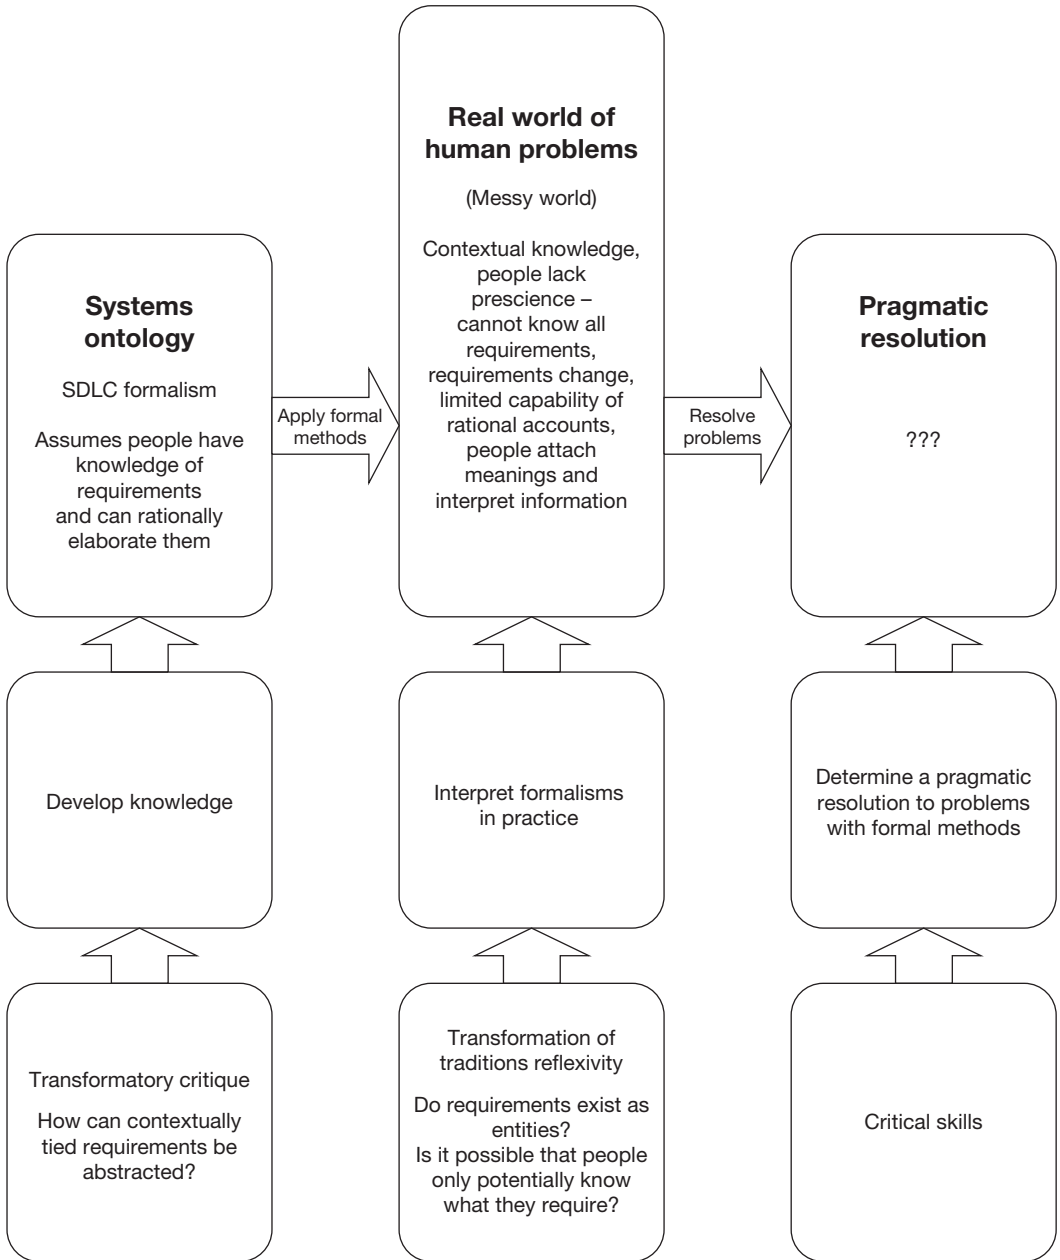 Systems
ontology
SDLC formalism
Assumes people have
knowledge of
requirements
and can rationally
elaborate them
Apply formal
methods
Real world of
human problems
(Messy world)
Contextual knowledge,
people lack
prescience –
cannot know all
requirements,
requirements change,
limited capability of
rational accounts,
people attach
meanings and
interpret information
Resolve
problems
Pragmatic
resolution
???
Develop knowledge
Interpret formalisms
in practice
Determine a pragmatic
resolution to problems
with formal methods
Transformatory critique
How can contextually
tied requirements be
abstracted?
Transformation of
traditions reflexivity
Do requirements exist as
entities?
Is it possible that people
only potentially know
what they require?
Critical skills